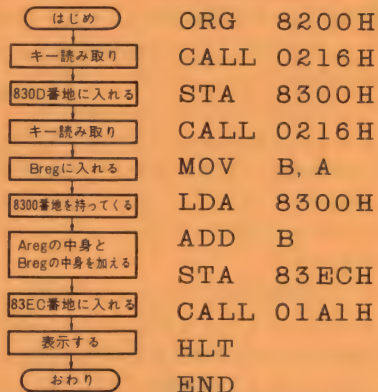 はじめ
キー読み取り
830D番地に入れる
キー読み取り
Bregに入れる
8300番地を持ってくる
Aregの中身と
Bregの中身を加える
83EC番地に入れる
表示する
おわり
ORG 8200H
CALL 0216H
STA 8300H
CALL 0216H
MOV B, A
LDA 8300H
ADD B
STA 83ECH
CALL 01A1H
HLT
END